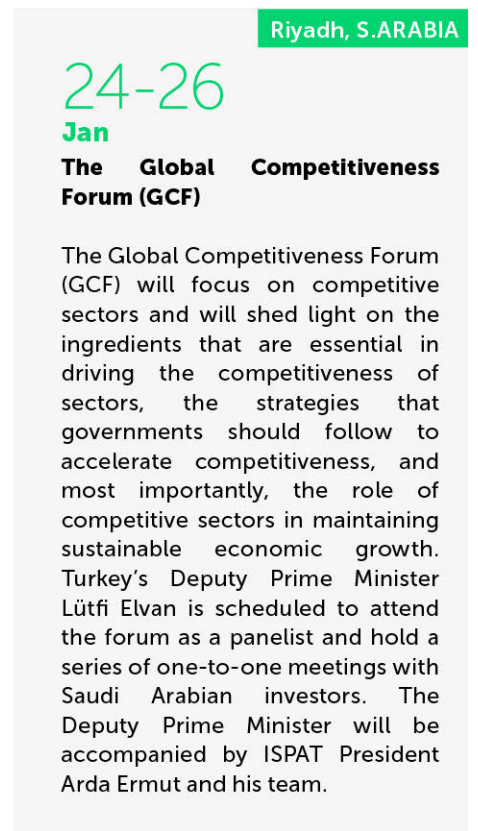 Riyadh, S.ARABIA
24-26
Jan
The Global Competitiveness
Forum (GCF)
The Global Competitiveness Forum
(GCF) will focus on competitive
sectors and will shed light on the
ingredients that are essential in
driving the competitiveness of
sectors, the strategies that
governments should follow to
accelerate competitiveness, and
most importantly, the role of
competitive sectors in maintaining
sustainable economic growth.
Turkey’s Deputy Prime Minister
Lütfi Elvan is scheduled to attend
the forum as a panelist and hold a
series of one-to-one meetings with
Saudi Arabian investors. The
Deputy Prime Minister will be
accompanied by ISPAT President
Arda Ermut and his team.